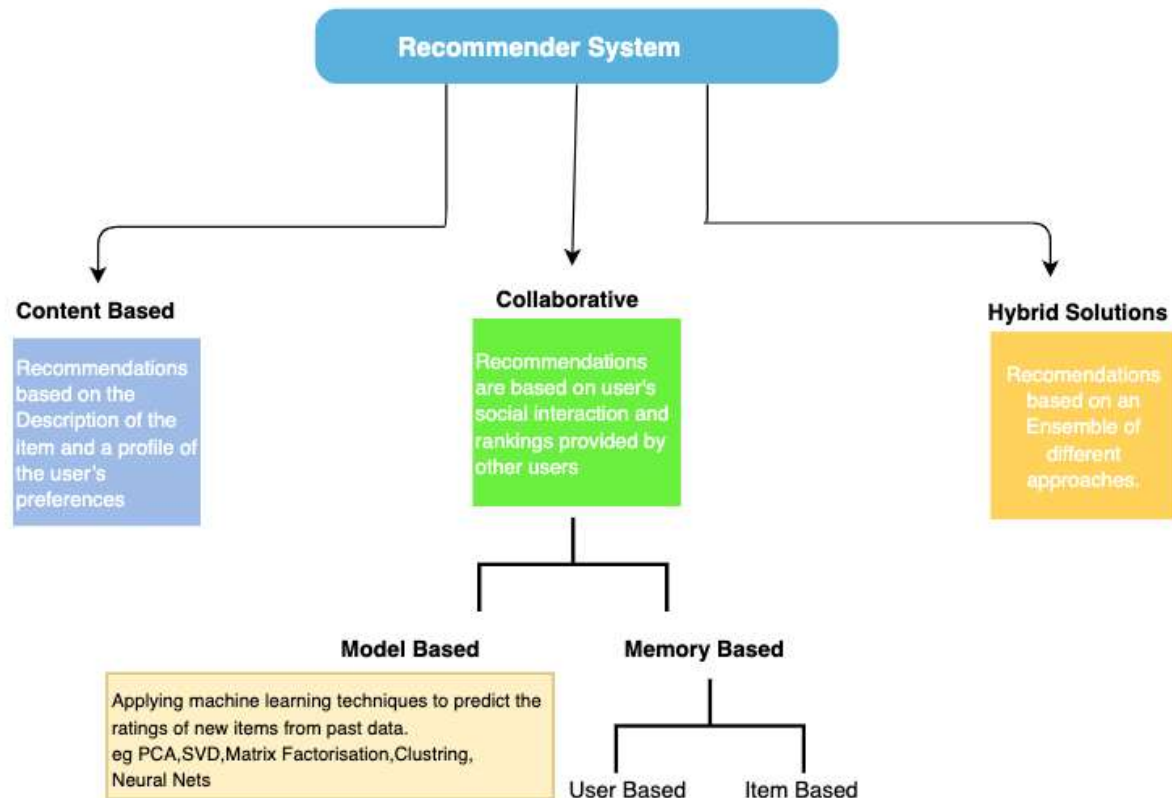 Recommender System
Content Based
Recommendations
based on the
Description of the
item and a profile of
the user's
preferences
Collaborative
Recommendations
are based on user's
social interaction and
rankings provided by
other users
Hybrid Solutions
Recomendations
based on an
Ensemble of
different
approaches.
Model Based
Applying machine learning techniques to predict the
ratings of new items from past data.
eg PCA,SVD,Matrix Factorisation,Clustring,
Neural Nets
Memory Based
User Based
Item Based